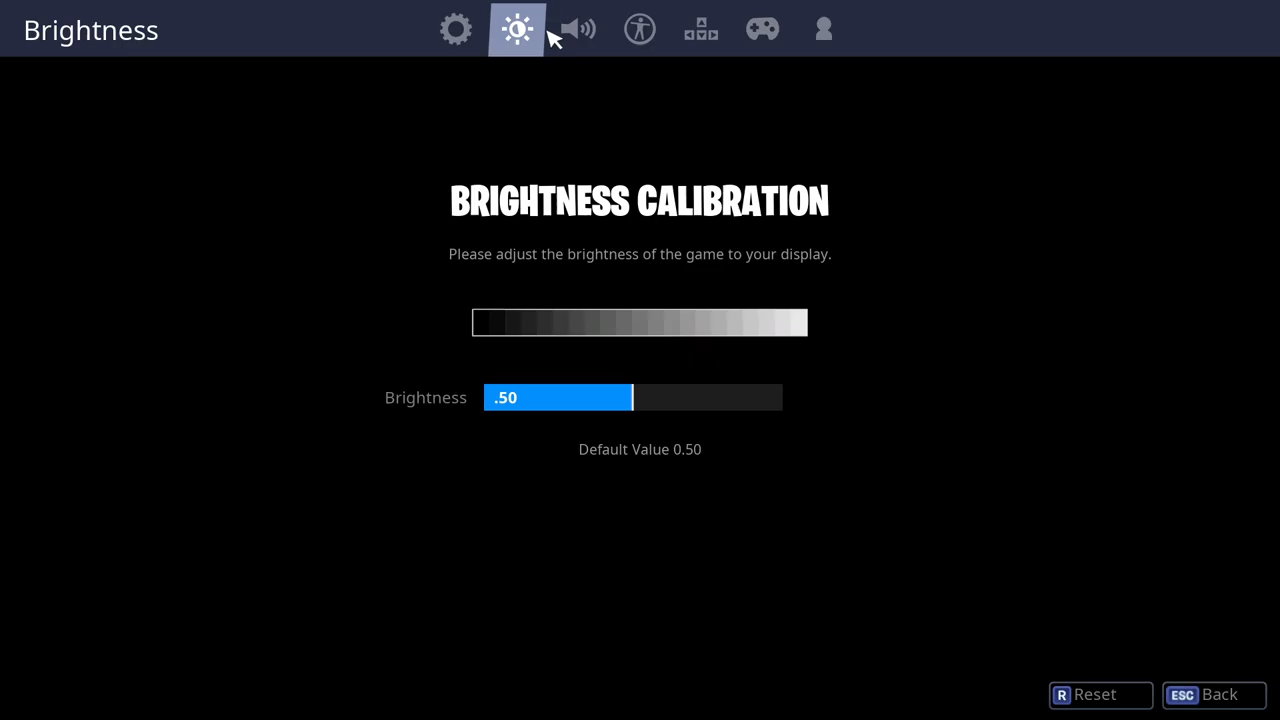 Brightness
BRIGHTNESS CALIBRATION
Please adjust the brightness of the game to your display.
Brightness .50
Default Value 0.50
R Reset ESC Back